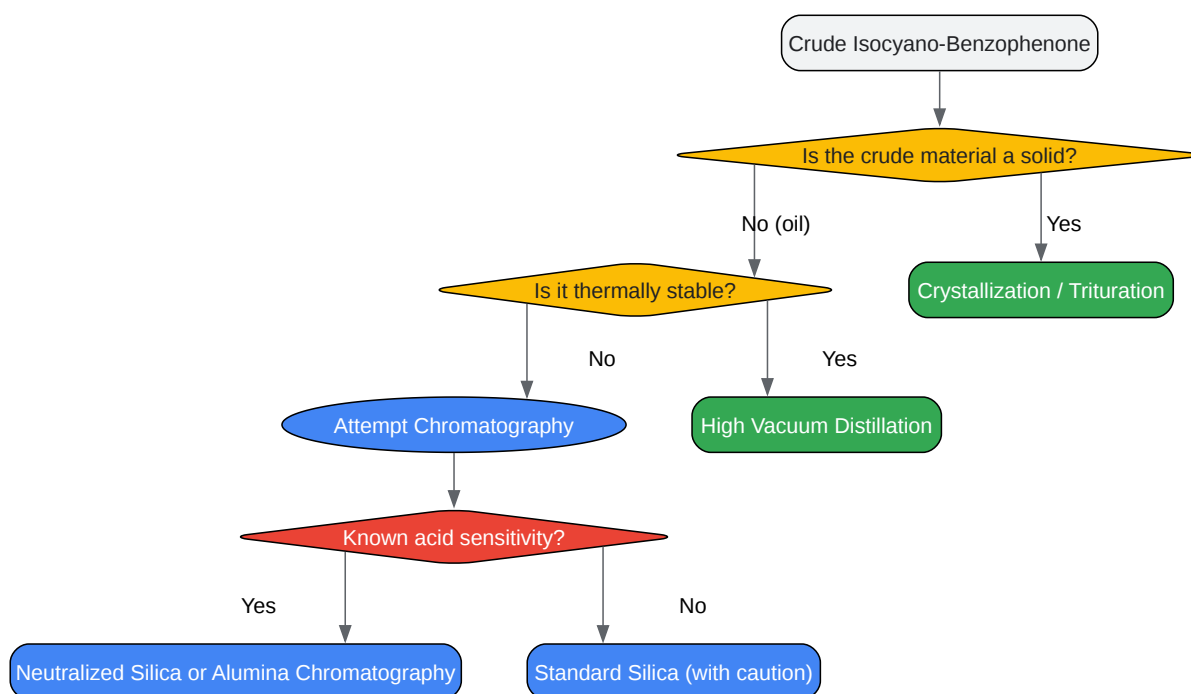 Crude Isocyano-Benzophenone
Is the crude material a solid?
No (oil)
Yes
Is it thermally stable?
Crystallization / Trituration
No
Yes
Attempt Chromatography
High Vacuum Distillation
Known acid sensitivity?
Yes
No
Neutralized Silica or Alumina Chromatography
Standard Silica (with caution)